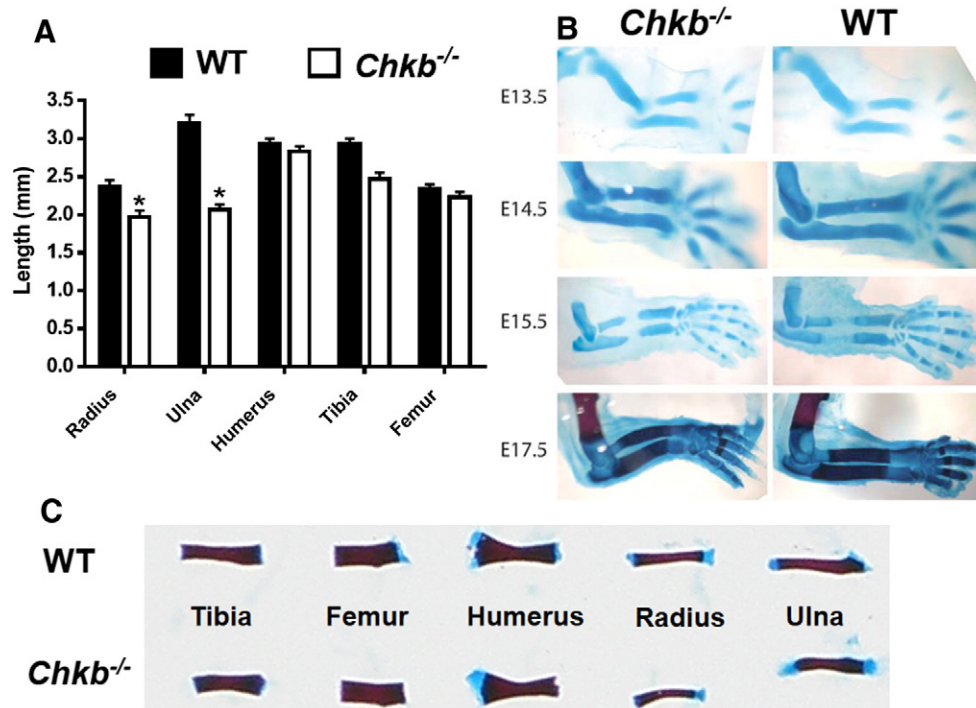 A
WT
Chkb-/-
Length (mm)
3.5
3.0
2.5
2.0
1.5
1.0
0.5
0.0
*
*
Radius
Ulna
Humerus
Tibia
Femur
B
Chkb-/-
WT
E13.5
E14.5
E15.5
E17.5
C
WT
Tibia
Femur
Humerus
Radius
Ulna
Chkb-/-